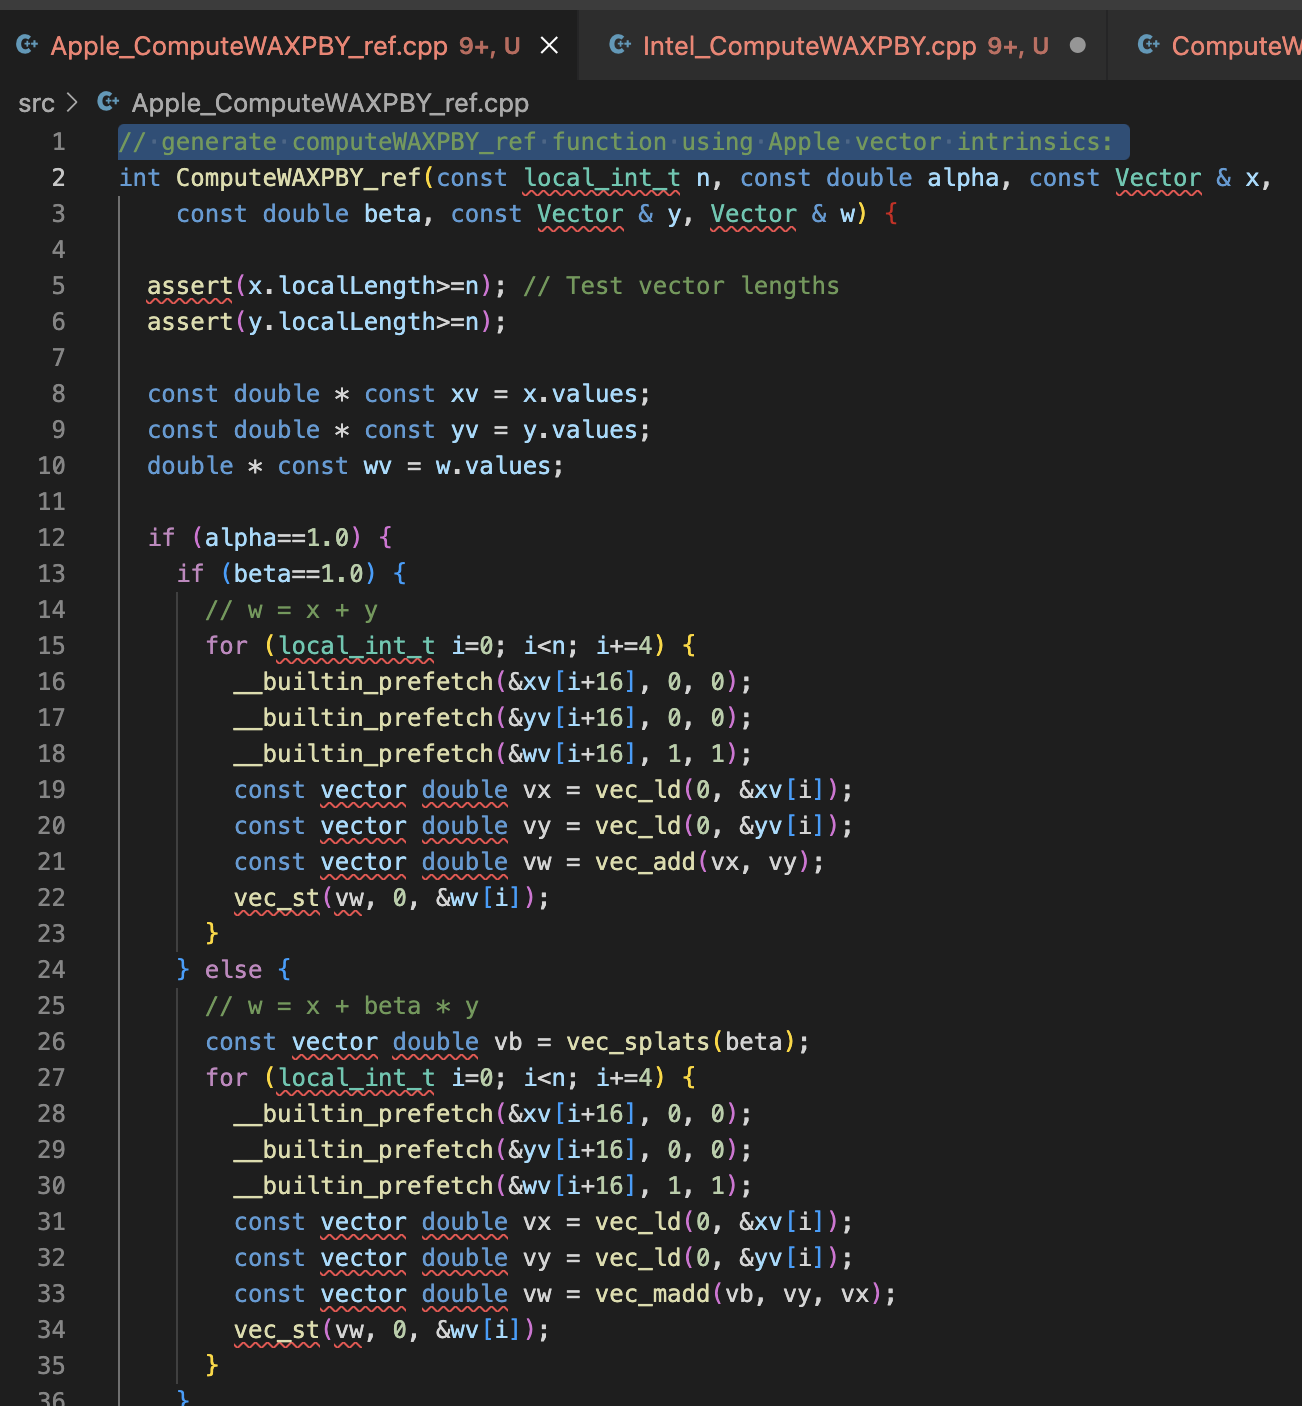 Apple_ComputeWAXPBY_ref.cpp 9+, U
Intel_ComputeWAXPBY.cpp 9+, U
ComputeW
src > Apple_ComputeWAXPBY_ref.cpp
1 // generate computeWAXPBY_ref function using Apple vector intrinsics:
2 int ComputeWAXPBY_ref(const local_int_t n, const double alpha, const Vector & x,
3     const double beta, const Vector & y, Vector & w) {
4
5   assert(x.localLength>=n); // Test vector lengths
6   assert(y.localLength>=n);
7
8   const double * const xv = x.values;
9   const double * const yv = y.values;
10   double * const wv = w.values;
11
12   if (alpha==1.0) {
13     if (beta==1.0) {
14       // w = x + y
15       for (local_int_t i=0; i<n; i+=4) {
16         __builtin_prefetch(&xv[i+16], 0, 0);
17         __builtin_prefetch(&yv[i+16], 0, 0);
18         __builtin_prefetch(&wv[i+16], 1, 1);
19         const vector double vx = vec_ld(0, &xv[i]);
20         const vector double vy = vec_ld(0, &yv[i]);
21         const vector double vw = vec_add(vx, vy);
22         vec_st(vw, 0, &wv[i]);
23       }
24     } else {
25       // w = x + beta * y
26       const vector double vb = vec_splats(beta);
27       for (local_int_t i=0; i<n; i+=4) {
28         __builtin_prefetch(&xv[i+16], 0, 0);
29         __builtin_prefetch(&yv[i+16], 0, 0);
30         __builtin_prefetch(&wv[i+16], 1, 1);
31         const vector double vx = vec_ld(0, &xv[i]);
32         const vector double vy = vec_ld(0, &yv[i]);
33         const vector double vw = vec_madd(vb, vy, vx);
34         vec_st(vw, 0, &wv[i]);
35       }
36     }